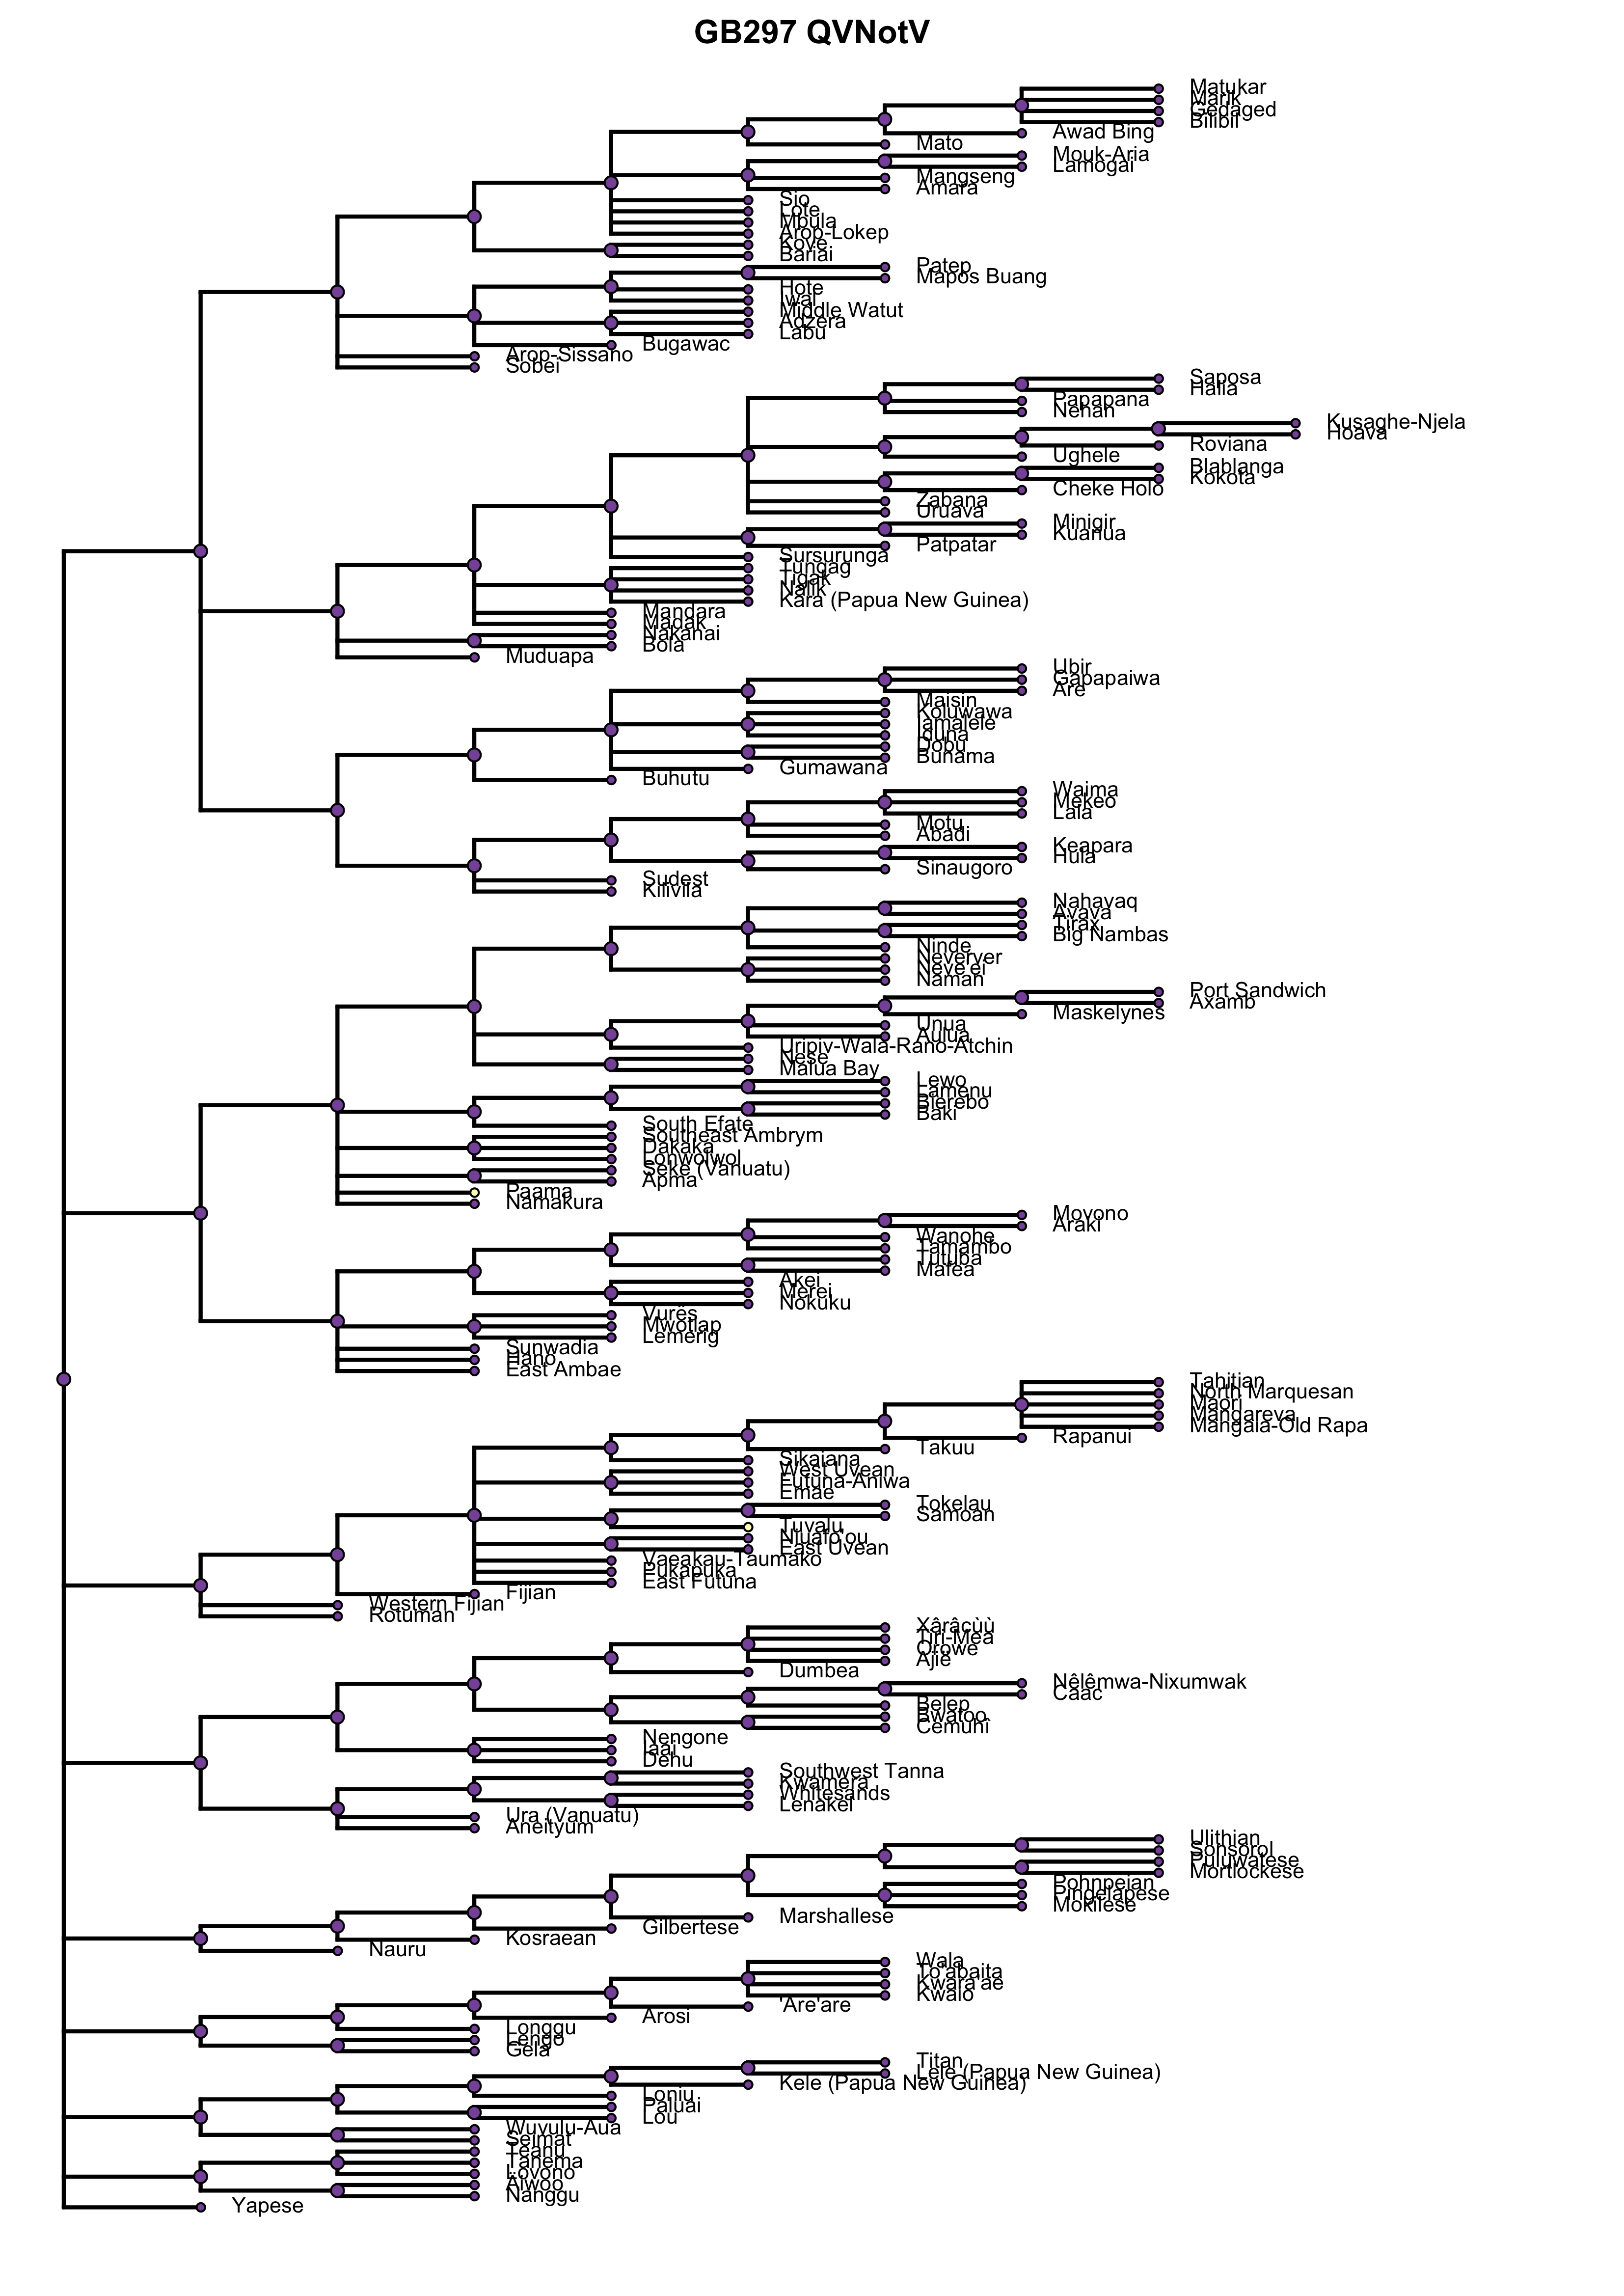 GB297 QVNotV
Matukar
Marik
Gedaged
Bilibil
Awad Bing
Mato
Mouk-Aria
Lamogai
Mangseng
Amara
Sio
Lote
Mbula
Arop-Lokep
Kove
Bariai
Patep
Mapos Buang
Hote
Iwal
Middle Watut
Adzera
Labu
Bugawac
Arop-Sissano
Sobei
Saposa
Halia
Papapana
Nehan
Kusaghe-Njela
Hoava
Roviana
Ughele
Blablanga
Kokota
Cheke Holo
Zabana
Uruava
Minigir
Kuanua
Patpatar
Sursurunga
Tungag
Tigak
Nalik
Kara (Papua New Guinea)
Mandara
Madak
Nakanai
Bola
Muduapa
Ubir
Gapapaiwa
Are
Maisin
Koluwawa
Iamalele
Iduna
Dobu
Bunama
Gumawana
Buhutu
Waima
Mekeo
Lala
Motu
Abadi
Keapara
Hula
Sinaugoro
Sudest
Kilivila
Nahavaq
Avava
Tirax
Big Nambas
Ninde
Neverver
Neve'ei
Naman
Port Sandwich
Axamb
Maskelynes
Unua
Aulua
Uripiv-Wala-Rano-Atchin
Nese
Malua Bay
Lewo
Lamenu
Bierebo
Baki
South Efate
Southeast Ambrym
Dakaka
Lonwolwol
Seke (Vanuatu)
Apma
Paama
Namakura
Movono
Araki
Wanohe
Tamambo
Tutuba
Mafea
Akei
Merei
Nokuku
Vurës
Mwotlap
Lemerig
Sunwadia
Hano
East Ambae
Tahitian
North Marquesan
Maori
Mangareva
Mangaia-Old Rapa
Rapanui
Takuu
Sikaiana
West Uvean
Futuna-Aniwa
Emae
Tokelau
Samoan
Tuvalu
Niuafo'ou
East Uvean
Vaeakau-Taumako
Pukapuka
East Futuna
Fijian
Western Fijian
Rotuman
Xârâcùù
Tiri-Mea
Orowe
Ajië
Dumbea
Nêlêmwa-Nixumwak
Caac
Belep
Bwatoo
Cemuhî
Nengone
Iaai
Dehu
Southwest Tanna
Kwamera
Whitesands
Lenakel
Ura (Vanuatu)
Aneityum
Ulithian
Sonsorol
Puluwatese
Mortlockese
Pohnpeian
Pingelapese
Mokilese
Marshallese
Gilbertese
Kosraean
Nauru
Wala
To'abaita
Kwara'ae
Kwaio
'Are'are
Arosi
Longgu
Lengo
Gela
Titan
Lele (Papua New Guinea)
Kele (Papua New Guinea)
Loniu
Paluai
Lou
Wuvulu-Aua
Seimat
Teanu
Tanema
Lovono
Äiwoo
Nanggu
Yapese